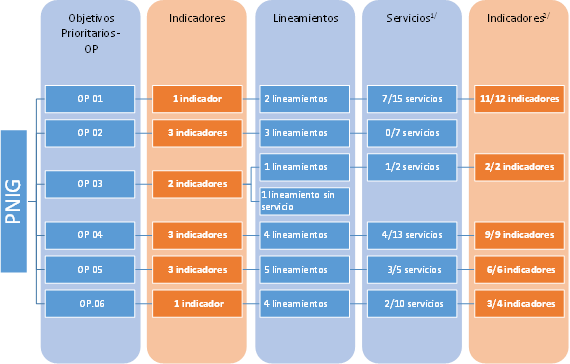 Objetivos
Prioritarios -
OP
Indicadores
Lineamientos
Servicios1/
Indicadores2/
PNIG
OP 01
1 indicador
2 lineamientos
7/15 servicios
11/12 indicadores
OP 02
3 indicadores
3 lineamientos
0/7 servicios
OP 03
2 indicadores
1 lineamientos
1/2 servicios
2/2 indicadores
1 lineamiento sin
servicio
OP 04
3 indicadores
4 lineamientos
4/13 servicios
9/9 indicadores
OP 05
3 indicadores
5 lineamientos
3/5 servicios
6/6 indicadores
OP.06
1 indicador
4 lineamientos
2/10 servicios
3/4 indicadores